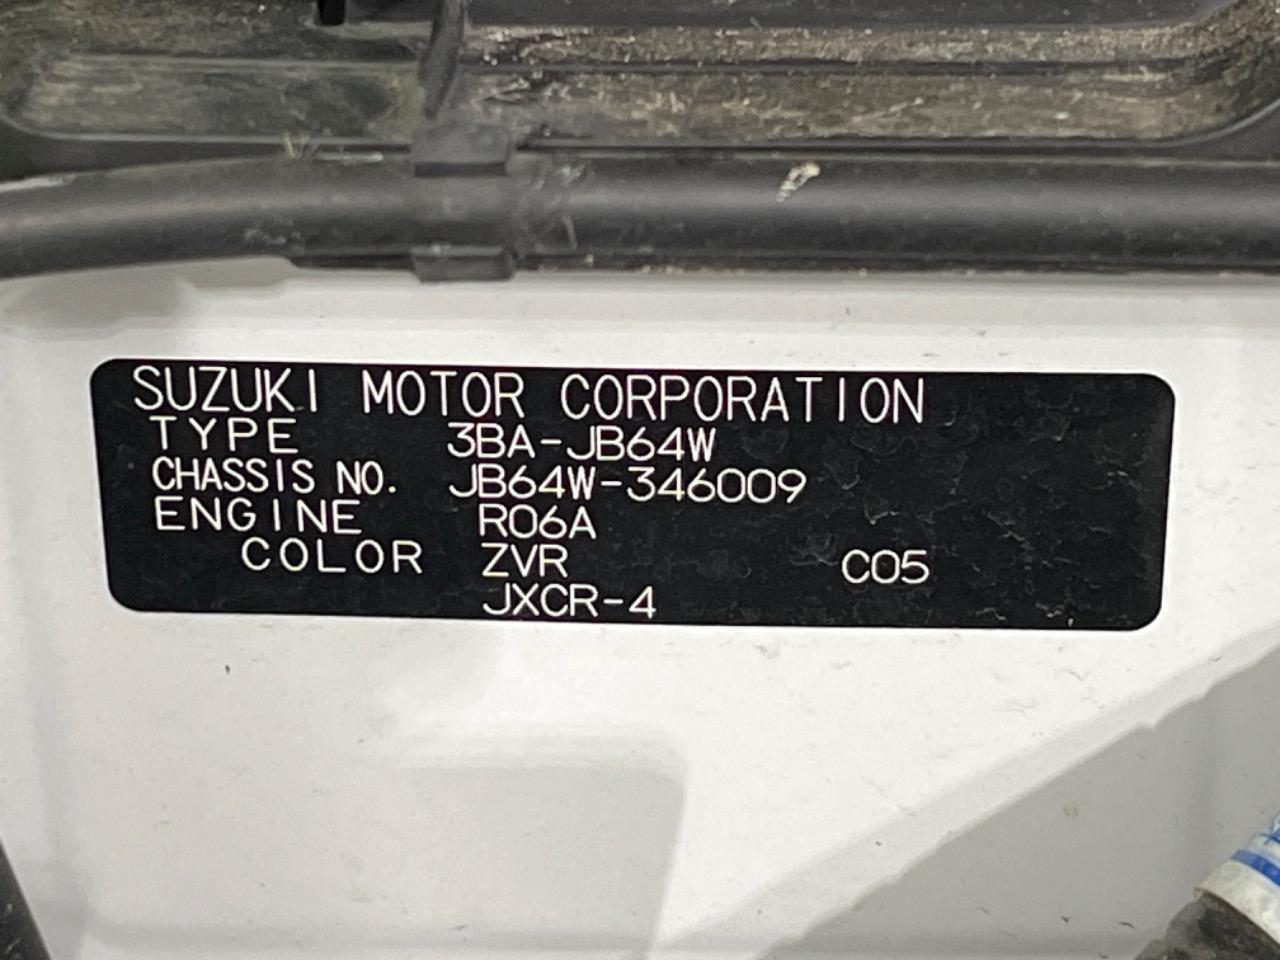 SUZUKI MOTOR CORPORATION
TYPE 3BA-JB64W
CHASSIS NO. JB64W-346009
ENGINE R06A
COLOR ZVR C05
JXCR-4